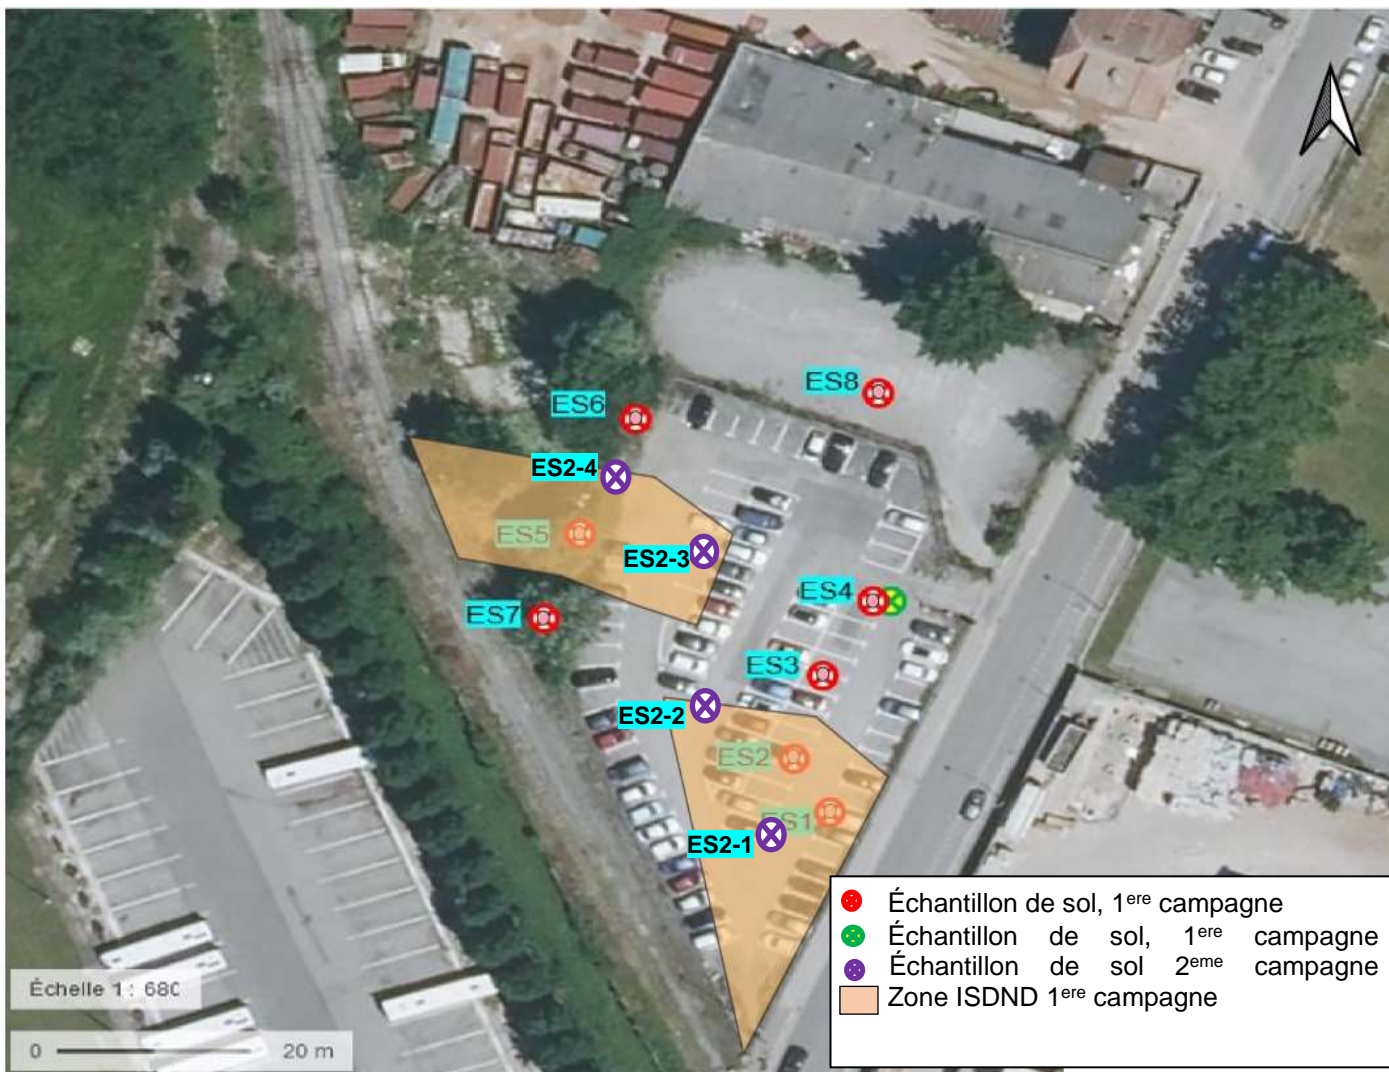 ES8
ES6
ES2-4
ES5
ES2-3
ES4
ES7
ES3
ES2-2
ES2
ES1
ES2-1
Échantillon de sol, 1ere campagne
Échantillon de sol, 1ere campagne
Échantillon de sol 2eme campagne
Zone ISDND 1ere campagne
Échelle 1 : 680
0 20 m